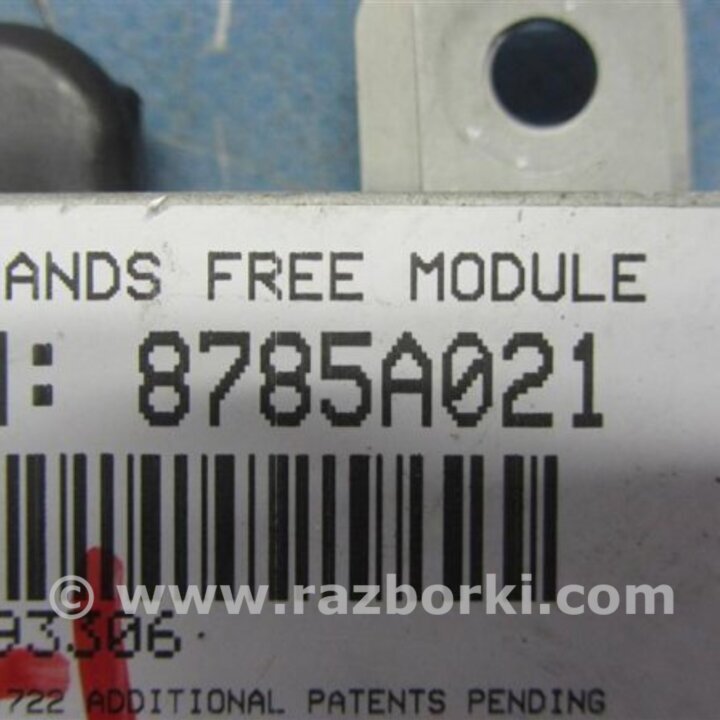 ANDS FREE MODULE
: 8785A021
© www.razborki.com
93306
722 ADDITIONAL PATENTS PENDING